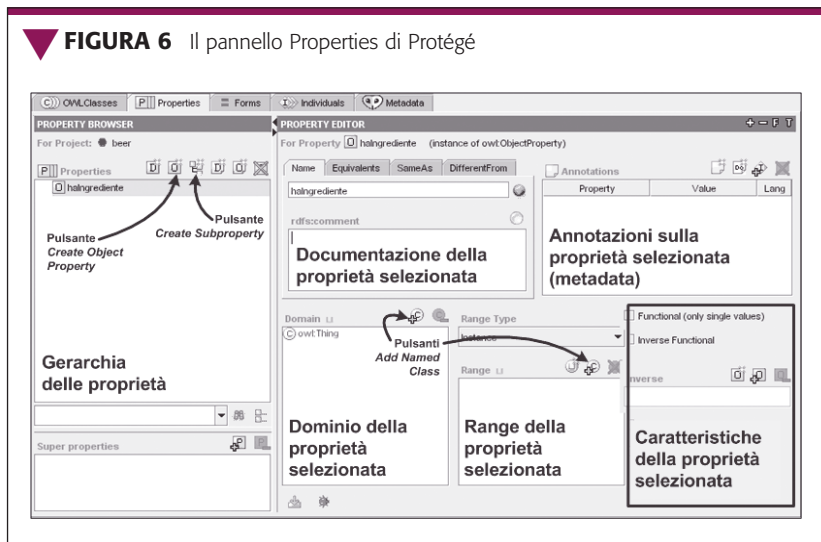 FIGURA 6 Il pannello Properties di Protégé
OWLClasses Properties Forms Individuals Metadata
PROPERTY BROWSER
For Project: beer
Properties
haIngrediente
Pulsante
Create Object
Property
Pulsante
Create Subproperty
Gerarchia
delle proprietà
Super properties
PROPERTY EDITOR
For Property haIngrediente (instance of owl:ObjectProperty)
Name Equivalents SameAs DifferentFrom
haIngrediente
rdfs:comment
Documentazione della
proprietà selezionata
Annotations
Property Value Lang
Annotazioni sulla
proprietà selezionata
(metadata)
Domain
owl:Thing
Pulsanti
Add Named
Class
Dominio della
proprietà
selezionata
Range Type
Instance
Range
Range della
proprietà
selezionata
Functional (only single values)
Inverse Functional
Inverse
Caratteristiche
della proprietà
selezionata